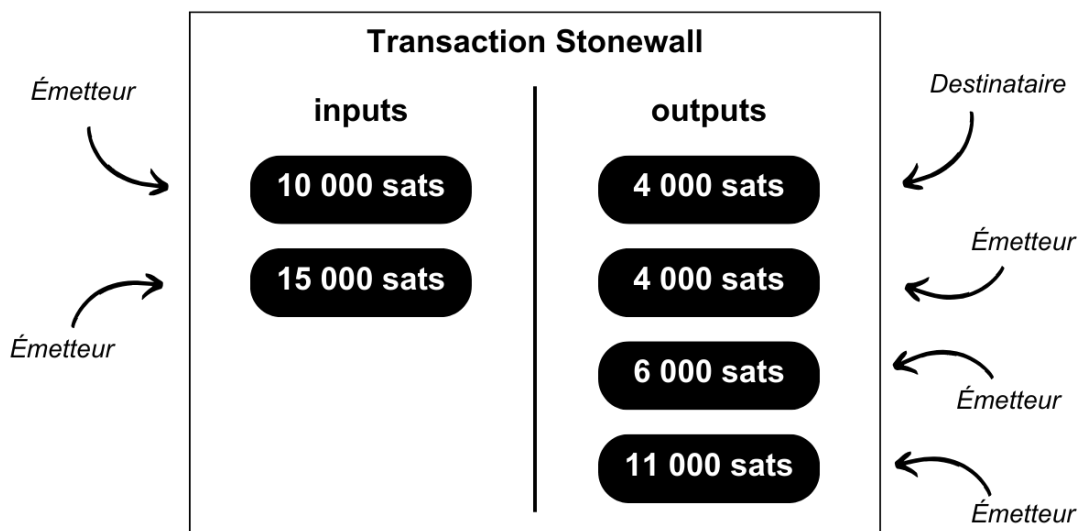 Transaction Stonewall
Émetteur
Émetteur
inputs
10 000 sats
15 000 sats
outputs
4 000 sats
4 000 sats
6 000 sats
11 000 sats
Destinataire
Émetteur
Émetteur
Émetteur